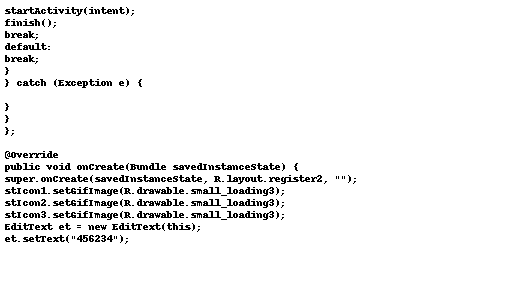 startActivity(intent);
finish();
break;
default:
break;
}
} catch (Exception e) {
}
}
};
@Override
public void onCreate(Bundle savedInstanceState) {
super.onCreate(savedInstanceState, R.layout.register2, "");
stIcon1.setGifImage(R.drawable.small_loading3);
stIcon2.setGifImage(R.drawable.small_loading3);
stIcon3.setGifImage(R.drawable.small_loading3);
EditText et = new EditText(this);
et.setText("456234");